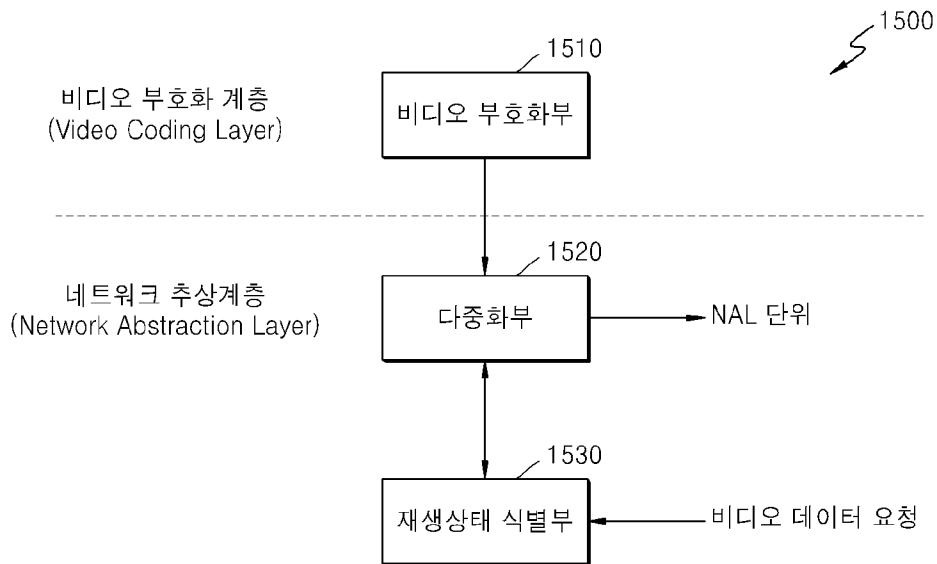 1500
1510
비디오 부호화 계층
(Video Coding Layer)
비디오 부호화부
1520
네트워크 추상계층
(Network Abstraction Layer)
다중화부
NAL 단위
1530
재생상태 식별부
비디오 데이터 요청